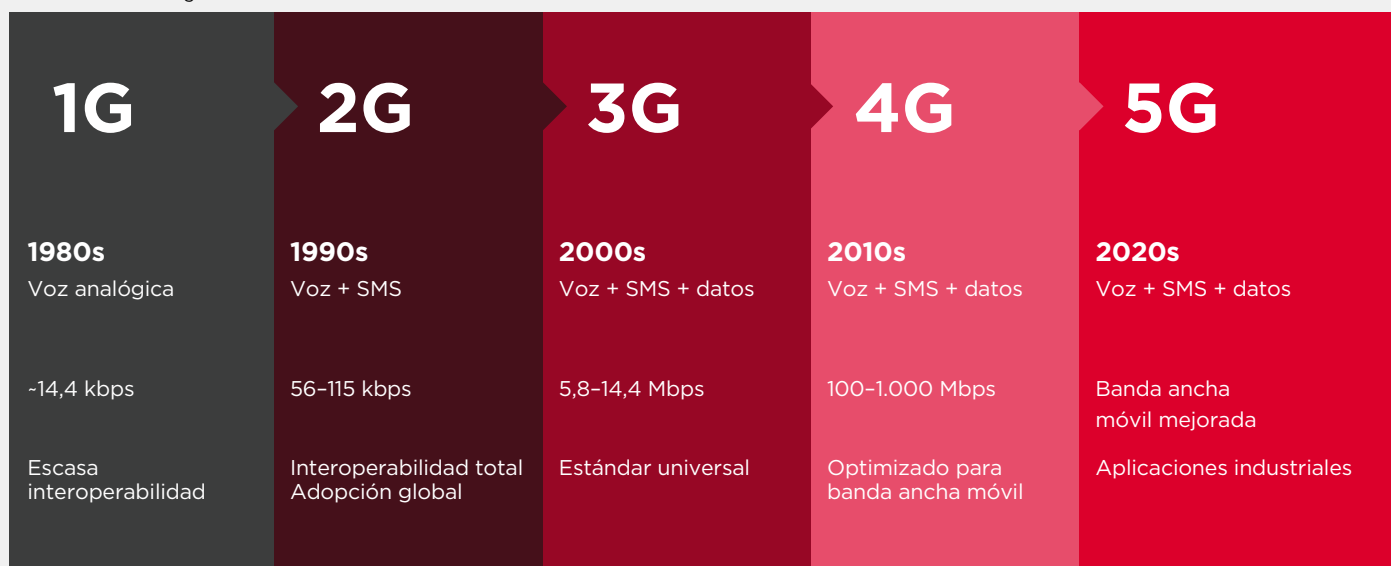 1G
1980s
Voz analógica
~14,4 kbps
Escasa
interoperabilidad
2G
1990s
Voz + SMS
56–115 kbps
Interoperabilidad total
Adopción global
3G
2000s
Voz + SMS + datos
5,8–14,4 Mbps
Estándar universal
4G
2010s
Voz + SMS + datos
100–1.000 Mbps
Optimizado para
banda ancha móvil
5G
2020s
Voz + SMS + datos
Banda ancha
móvil mejorada
Aplicaciones industriales